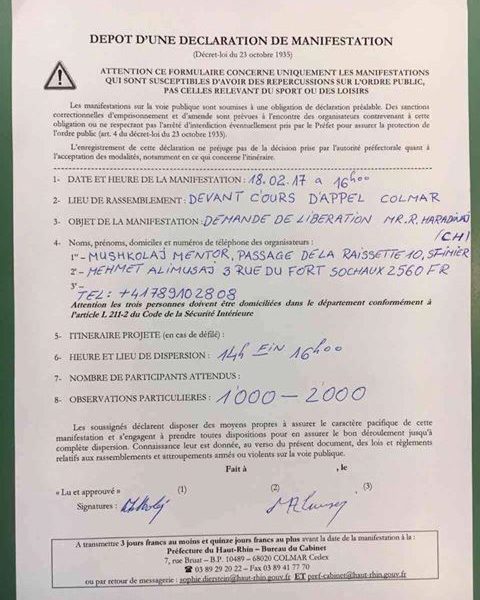 DEPOT D'UNE DECLARATION DE MANIFESTATION
(Décret-loi du 23 octobre 1935)
ATTENTION CE FORMULAIRE CONCERNE UNIQUEMENT LES MANIFESTATIONS
QUI SONT SUSCEPTIBLES D'AVOIR DES REPERCUSSIONS SUR L'ORDRE PUBLIC,
PAS CELLES RELEVANT DU SPORT OU DES LOISIRS
Les manifestations sur la voie publique sont soumises à une obligation de déclaration préalable. Des sanctions
correctionnelles d'emprisonnement et d'amende sont prévues à l'encontre des organisateurs contrevenant à cette
obligation ou ne respectant pas l'arrêté d'interdiction éventuellement pris par le Préfet pour assurer la protection de
l'ordre public (art. 4 du décret-loi du 23 octobre 1935).
L'enregistrement de cette déclaration ne préjuge pas de la décision prise par l'autorité préfectorale quant à
l'acceptation des modalités, notamment en ce qui concerne l'itinéraire.
1- DATE ET HEURE DE LA MANIFESTATION : 18.02.17 a 16h00
2- LIEU DE RASSEMBLEMENT : DEVANT COURS D'APPEL COLMAR
3- OBJET DE LA MANIFESTATION : DEMANDE DE LIBERATION MR. R. HARADINAJ
(CH)
4- Noms, prénoms, domiciles et numéros de téléphone des organisateurs :
1° - MUSHKOLAJ MENTOR, PASSAGE DE LA RAISSETTE 10, ST-IMIER
2° - MEHMET ALIMUSAJ 3 RUE DU FORT SOCHAUX 2560 FR
3° -
TEL: +41789102808
Attention les trois personnes doivent être domiciliées dans le département conformément à
l'article L 211-2 du Code de la Sécurité Intérieure
5- ITINERAIRE PROJETE (en cas de défilé) :
6- HEURE ET LIEU DE DISPERSION : 14h FIN 16h00
7- NOMBRE DE PARTICIPANTS ATTENDUS :
8- OBSERVATIONS PARTICULIERES : 1'000 – 2'000
Les soussignés déclarent disposer des moyens propres à assurer le caractère pacifique de cette
manifestation et s'engagent à prendre toutes dispositions pour en assurer le bon déroulement jusqu'à
complète dispersion. Connaissance leur est donnée, au verso du présent document, des lois et règlements
relatifs aux rassemblements et attroupements armés ou violents sur la voie publique.
Fait à , le
« Lu et approuvé » (1) (2) (3)
Signatures :
A transmettre 3 jours francs au moins et quinze jours francs au plus avant la date de la manifestation à la :
Préfecture du Haut-Rhin – Bureau du Cabinet
7, rue Bruat – B.P. 10489 – 68020 COLMAR Cedex
☎ 03 89 29 20 22 – Fax 03 89 41 77 70
ou par retour de messagerie : sophie.dierstein@haut-rhin.gouv.fr ET pref-cabinet@haut-rhin.gouv.fr